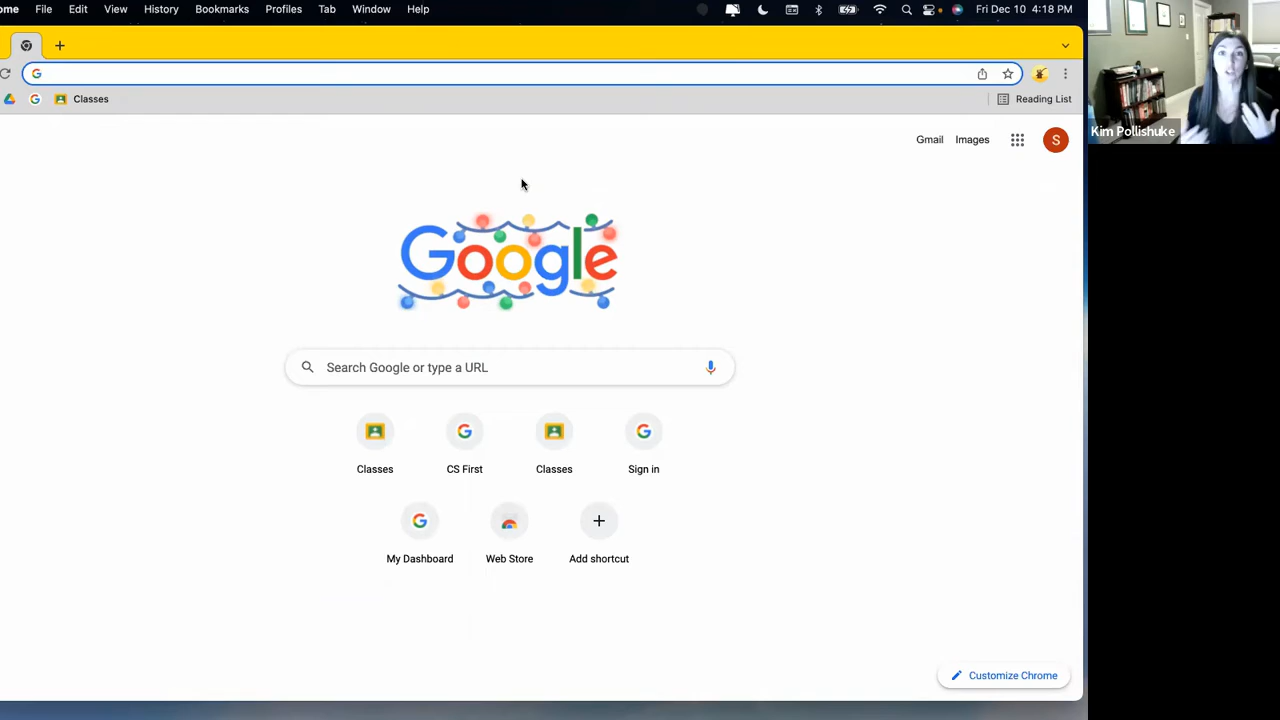 ome File Edit View History Bookmarks Profiles Tab Window Help Fri Dec 10 4:18 PM
Classes Reading List
Gmail Images S
Google
Search Google or type a URL
Classes CS First Classes Sign in
My Dashboard Web Store Add shortcut
Customize Chrome
Kim Pollishuke